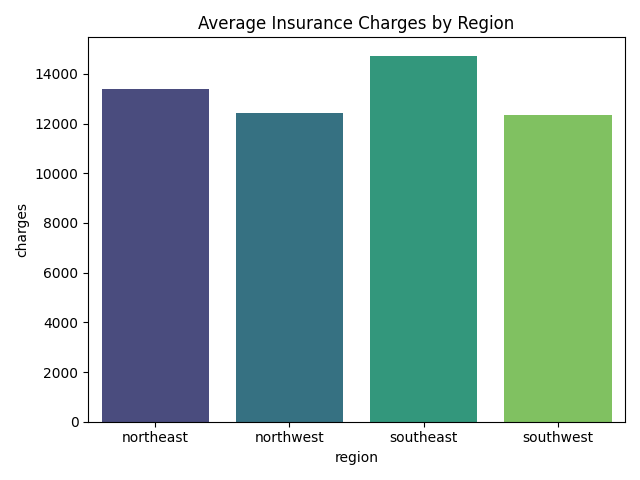 Average Insurance Charges by Region
14000
12000
10000
8000
6000
4000
2000
0
charges
northeast northwest southeast southwest
region